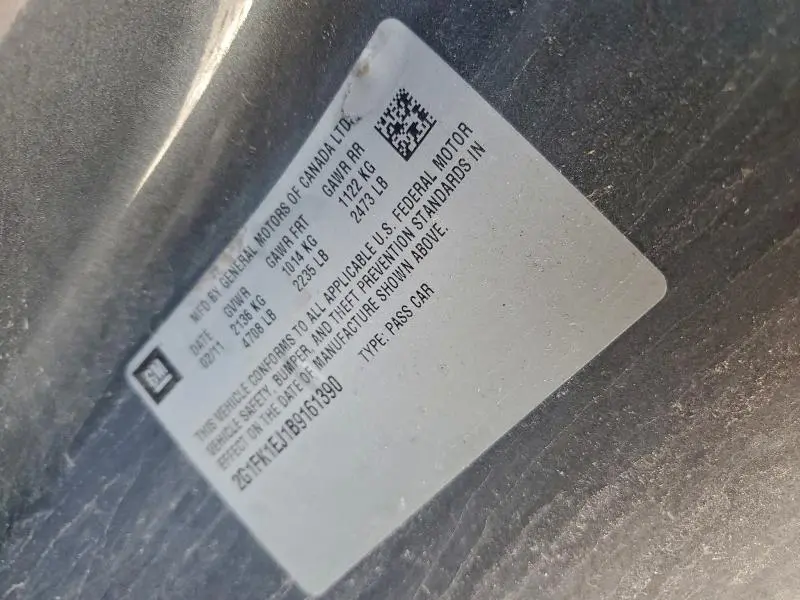 GM
MFD BY GENERAL MOTORS OF CANADA LTD.
DATE GVWR GAWR FRT GAWR RR
02/11 2136 KG 1014 KG 1122 KG
4708 LB 2235 LB 2473 LB
THIS VEHICLE CONFORMS TO ALL APPLICABLE U.S. FEDERAL MOTOR
VEHICLE SAFETY, BUMPER, AND THEFT PREVENTION STANDARDS IN
EFFECT ON THE DATE OF MANUFACTURE SHOWN ABOVE.
2G1FK1EJ1B9161390 TYPE: PASS CAR